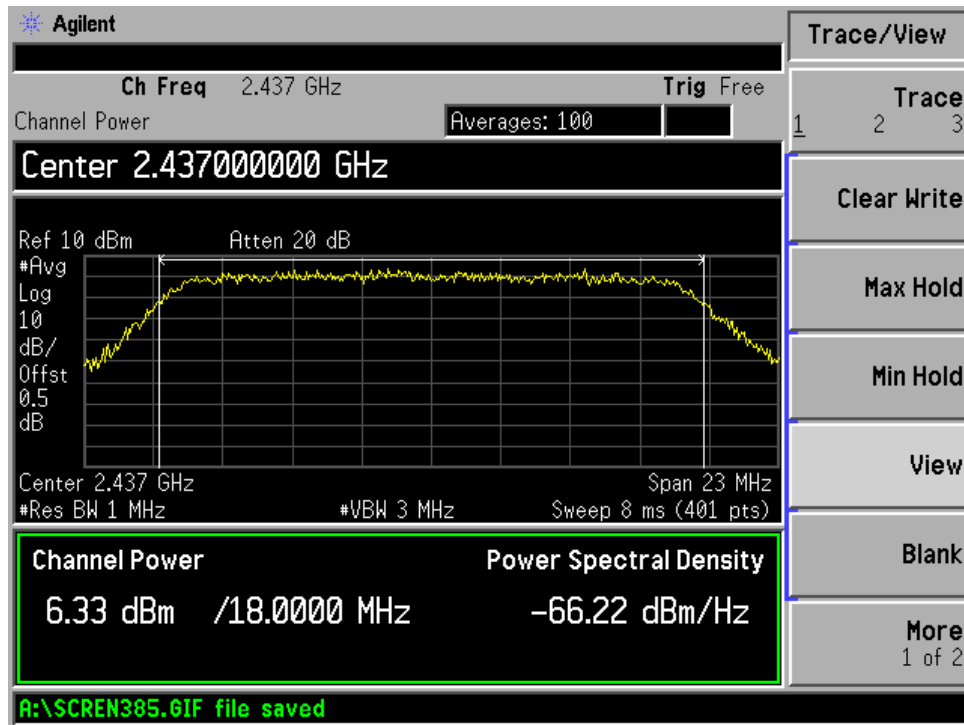 Agilent
Trace/View
Ch Freq 2.437 GHz Trig Free
Channel Power Averages: 100
Center 2.437000000 GHz
Ref 10 dBm Atten 20 dB
#Avg
Log
10
dB/
Offst
0.5
dB
Center 2.437 GHz Span 23 MHz
#Res BW 1 MHz #VBW 3 MHz Sweep 8 ms (401 pts)
Channel Power Power Spectral Density
6.33 dBm /18.0000 MHz -66.22 dBm/Hz
A:\SCREN385.GIF file saved
Trace
1 2 3
Clear Write
Max Hold
Min Hold
View
Blank
More
1 of 2